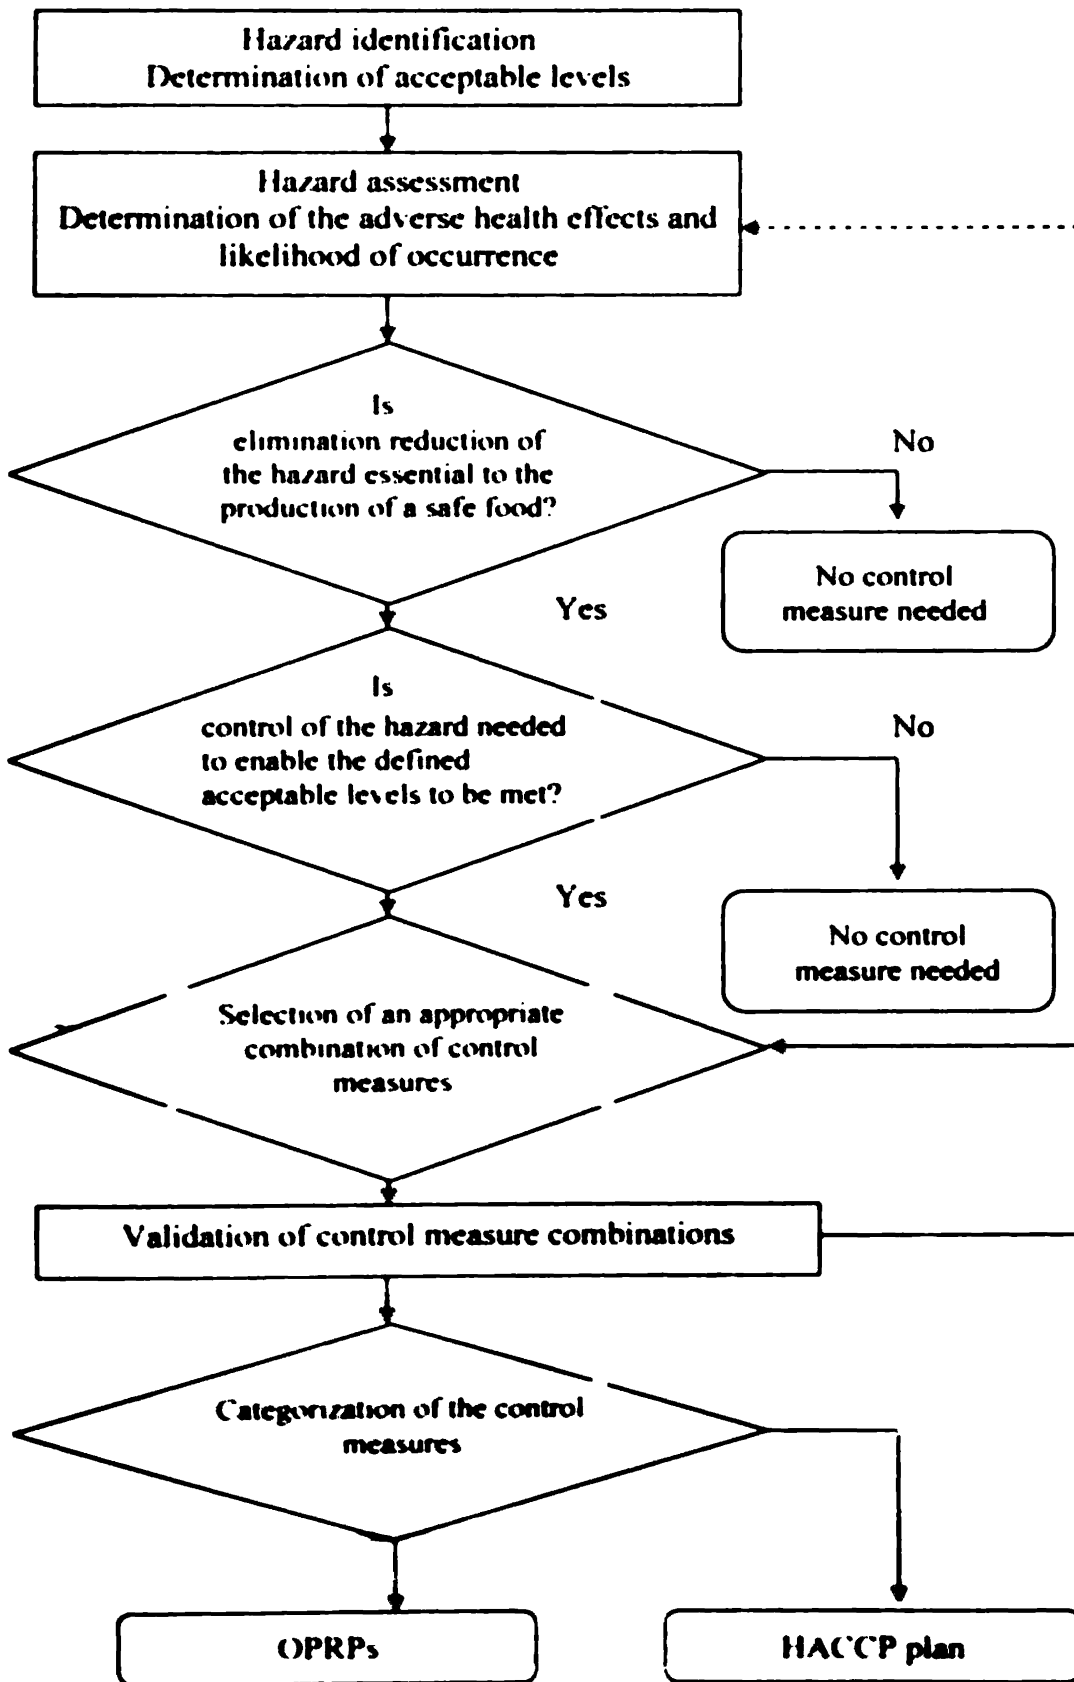 Hazard identification
Determination of acceptable levels
Hazard assessment
Determination of the adverse health effects and
likelihood of occurrence
Is
elimination reduction of
the hazard essential to the
production of a safe food?
No
No control
measure needed
Yes
Is
control of the hazard needed
to enable the defined
acceptable levels to be met?
No
No control
measure needed
Yes
Selection of an appropriate
combination of control
measures
Validation of control measure combinations
Categorization of the control
measures
OPRPs
HACCP plan